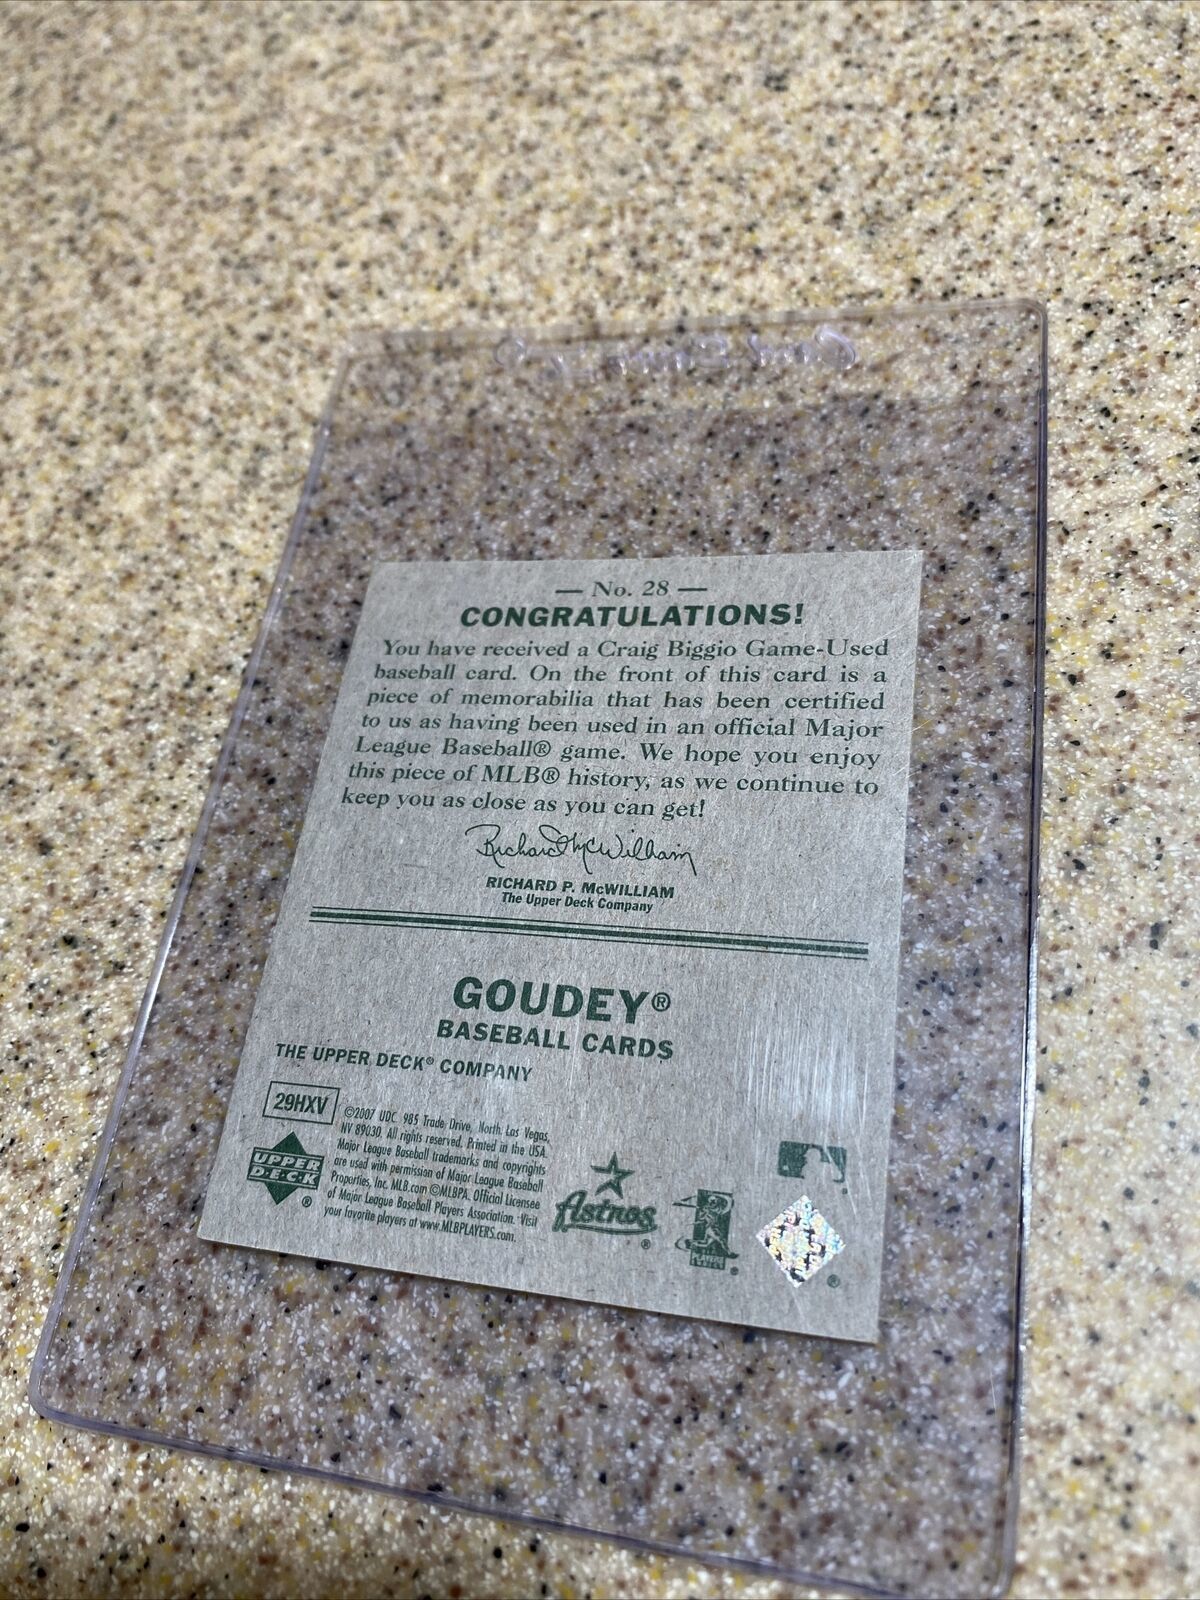 — No. 28 —
CONGRATULATIONS!
You have received a Craig Biggio Game-Used
baseball card. On the front of this card is a
piece of memorabilia that has been certified
to us as having been used in an official Major
League Baseball® game. We hope you enjoy
this piece of MLB® history, as we continue to
keep you as close as you can get!
Richard McWilliam
RICHARD P. McWILLIAM
The Upper Deck Company
GOUDEY®
BASEBALL CARDS
THE UPPER DECK® COMPANY
29HXV
©2007 UDC. 985 Trade Drive, North Las Vegas,
NV 89030. All rights reserved. Printed in the USA.
Major League Baseball trademarks and copyrights
are used with permission of Major League Baseball
Properties, Inc. MLB.com ©MLBPA. Official Licensee
of Major League Baseball Players Association. Visit
your favorite players at www.MLBPLAYERS.com.
UPPER
DECK
®
Astros
®
®
®